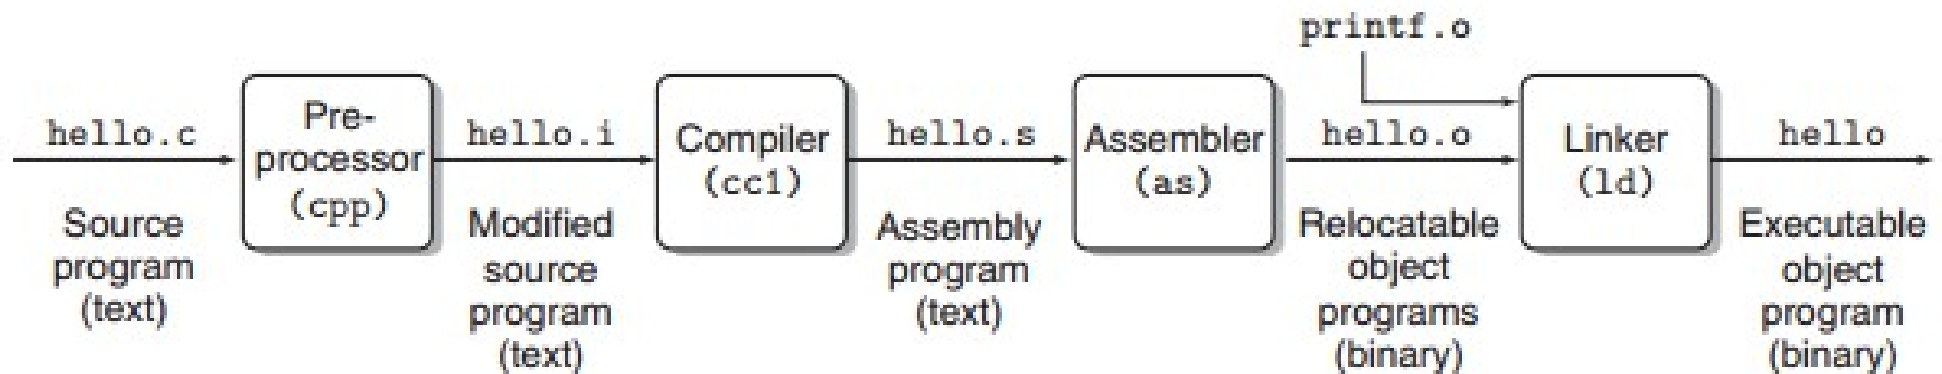 printf.o
hello.c
Pre-
processor
(cpp)
hello.i
Compiler
(cc1)
hello.s
Assembler
(as)
hello.o
Linker
(ld)
hello
Source
program
(text)
Modified
source
program
(text)
Assembly
program
(text)
Relocatable
object
programs
(binary)
Executable
object
program
(binary)